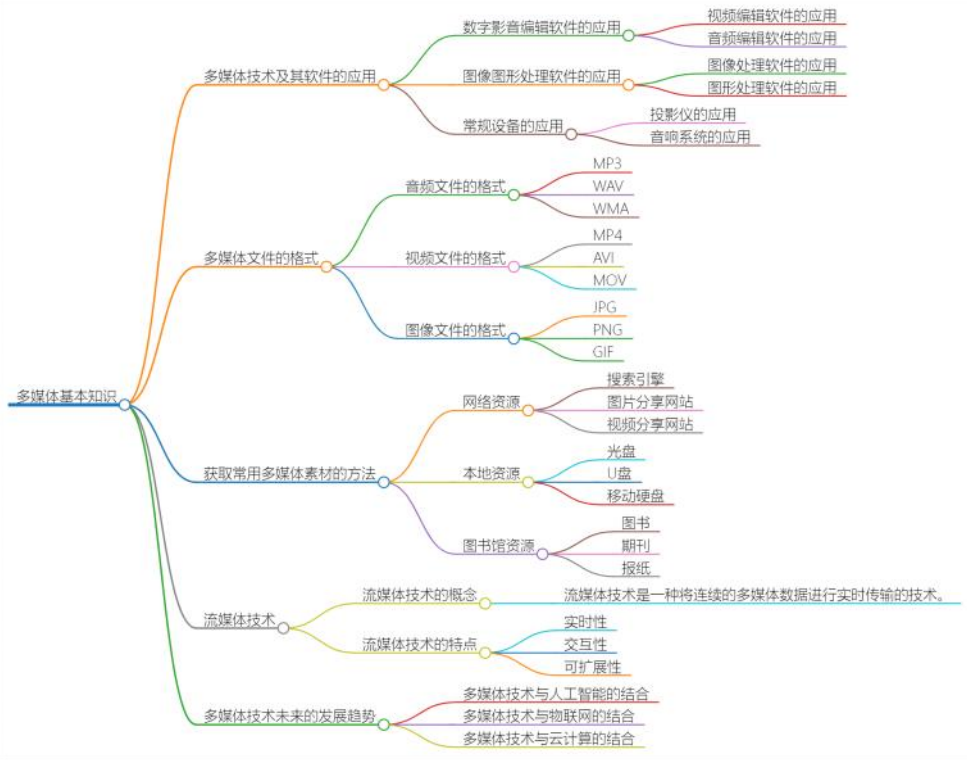 多媒体基本知识
多媒体技术及其软件的应用
数字影音编辑软件的应用
视频编辑软件的应用
音频编辑软件的应用
图像图形处理软件的应用
图像处理软件的应用
图形处理软件的应用
常规设备的应用
投影仪的应用
音响系统的应用
多媒体文件的格式
音频文件的格式
MP3
WAV
WMA
视频文件的格式
MP4
AVI
MOV
图像文件的格式
JPG
PNG
GIF
获取常用多媒体素材的方法
网络资源
搜索引擎
图片分享网站
视频分享网站
本地资源
光盘
U盘
移动硬盘
图书馆资源
图书
期刊
报纸
流媒体技术
流媒体技术的概念
流媒体技术是一种将连续的多媒体数据进行实时传输的技术。
流媒体技术的特点
实时性
交互性
可扩展性
多媒体技术未来的发展趋势
多媒体技术与人工智能的结合
多媒体技术与物联网的结合
多媒体技术与云计算的结合